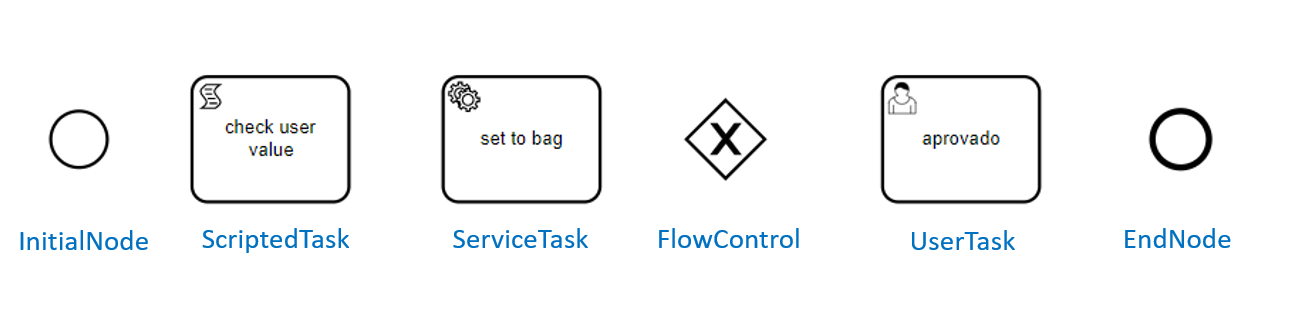 check user
value
set to bag
X
aprovado
InitialNode
ScriptedTask
ServiceTask
FlowControl
UserTask
EndNode